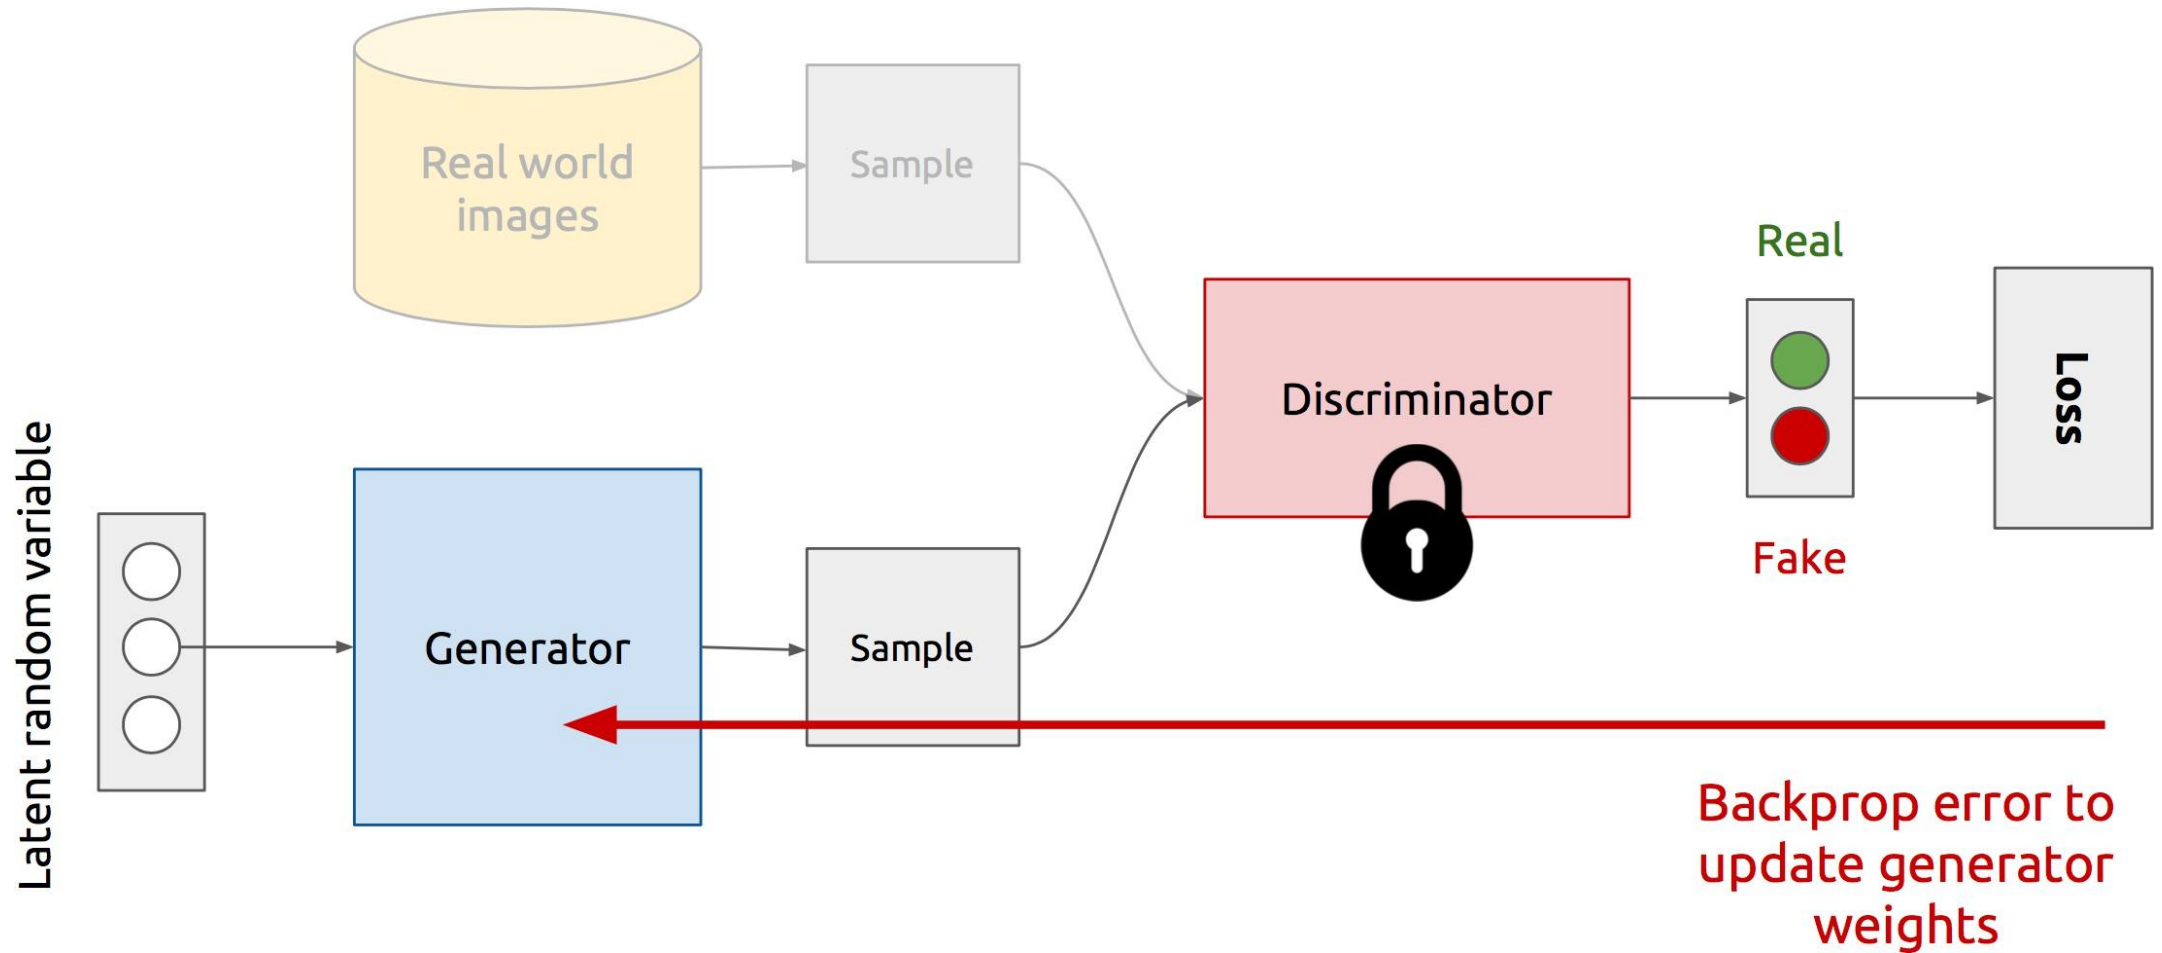 Real world
images
Sample
Real
Discriminator
Loss
Fake
Latent random variable
Generator
Sample
Backprop error to
update generator
weights